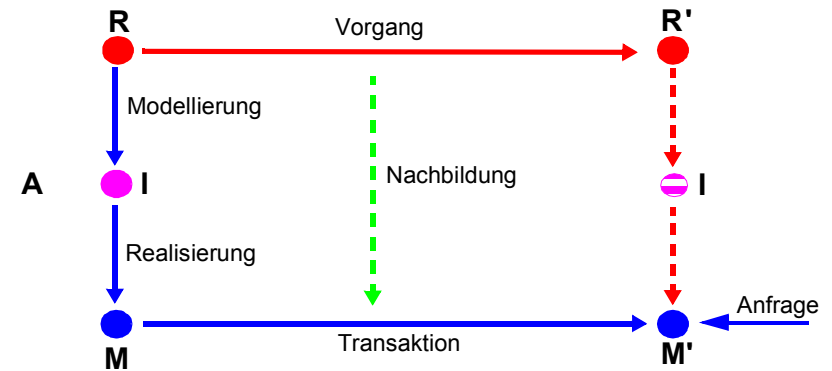 R
Vorgang
R'
Modellierung
A
I
Nachbildung
I
Realisierung
Anfrage
M
Transaktion
M'